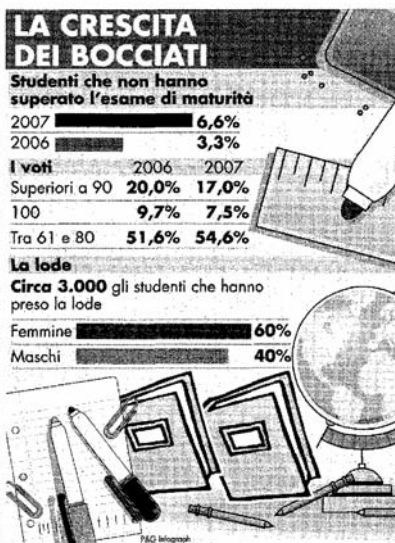 LA CRESCITA
DEI BOCCIATI
Studenti che non hanno
superato l'esame di maturità
2007 6,6%
2006 3,3%
I voti 2006 2007
Superiori a 90 20,0% 17,0%
100 9,7% 7,5%
Tra 61 e 80 51,6% 54,6%
La lode
Circa 3.000 gli studenti che hanno
preso la lode
Femmine 60%
Maschi 40%
P&G Infograph